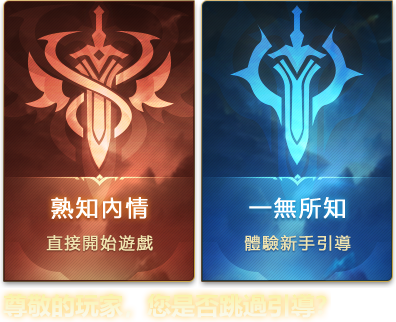 熟知內情
一無所知
直接開始遊戲
體驗新手引導
尊敬的玩家，您是否跳過引導？